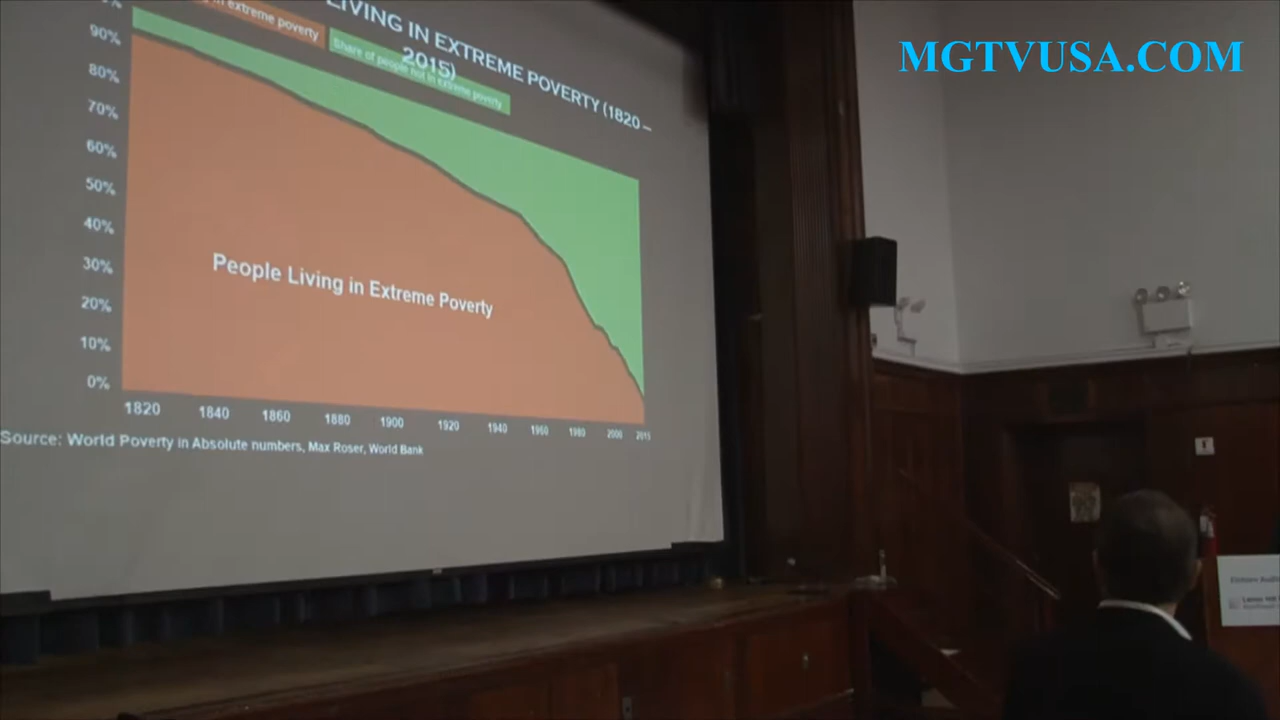 MGTVUSA.COM
LIVING IN EXTREME POVERTY (1820 –
2015)
in extreme poverty
Share of people not in extreme poverty
90%
80%
70%
60%
50%
40%
30%
20%
10%
0%
People Living in Extreme Poverty
1820 1840 1860 1880 1900 1920 1940 1960 1980 2000 2015
Source: World Poverty in Absolute numbers, Max Roser, World Bank